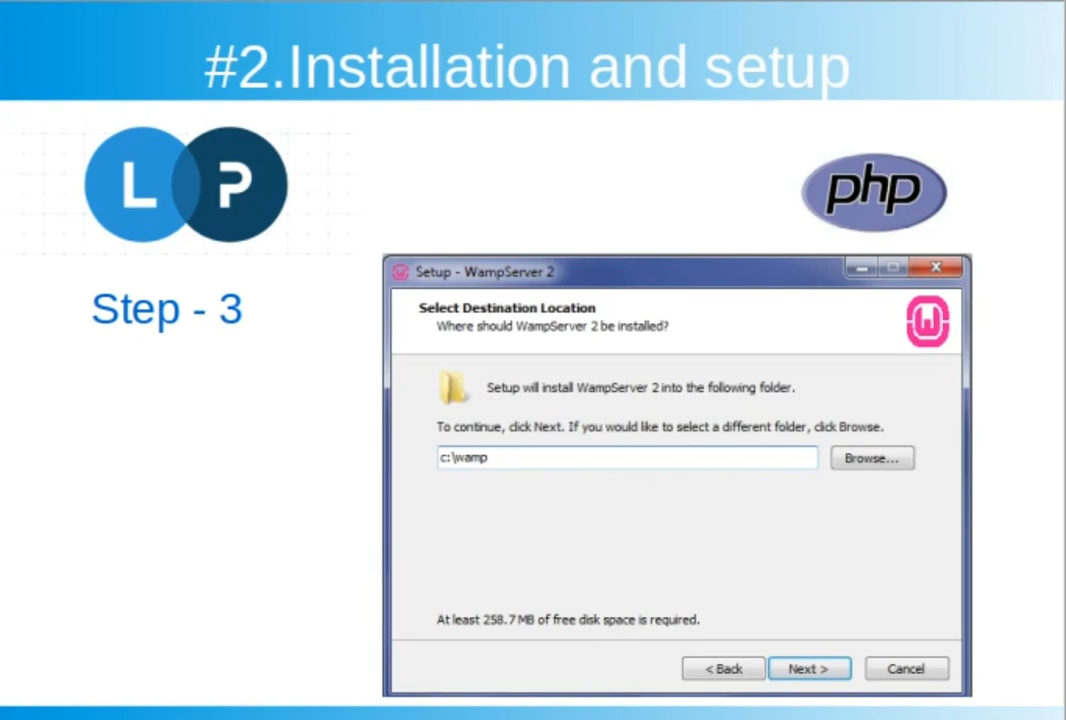 #2.Installation and setup
L P
php
Step - 3
Setup - WampServer 2
Select Destination Location
Where should WampServer 2 be installed?
Setup will install WampServer 2 into the following folder.
To continue, click Next. If you would like to select a different folder, click Browse.
c:\wamp
Browse...
At least 258.7 MB of free disk space is required.
< Back Next > Cancel